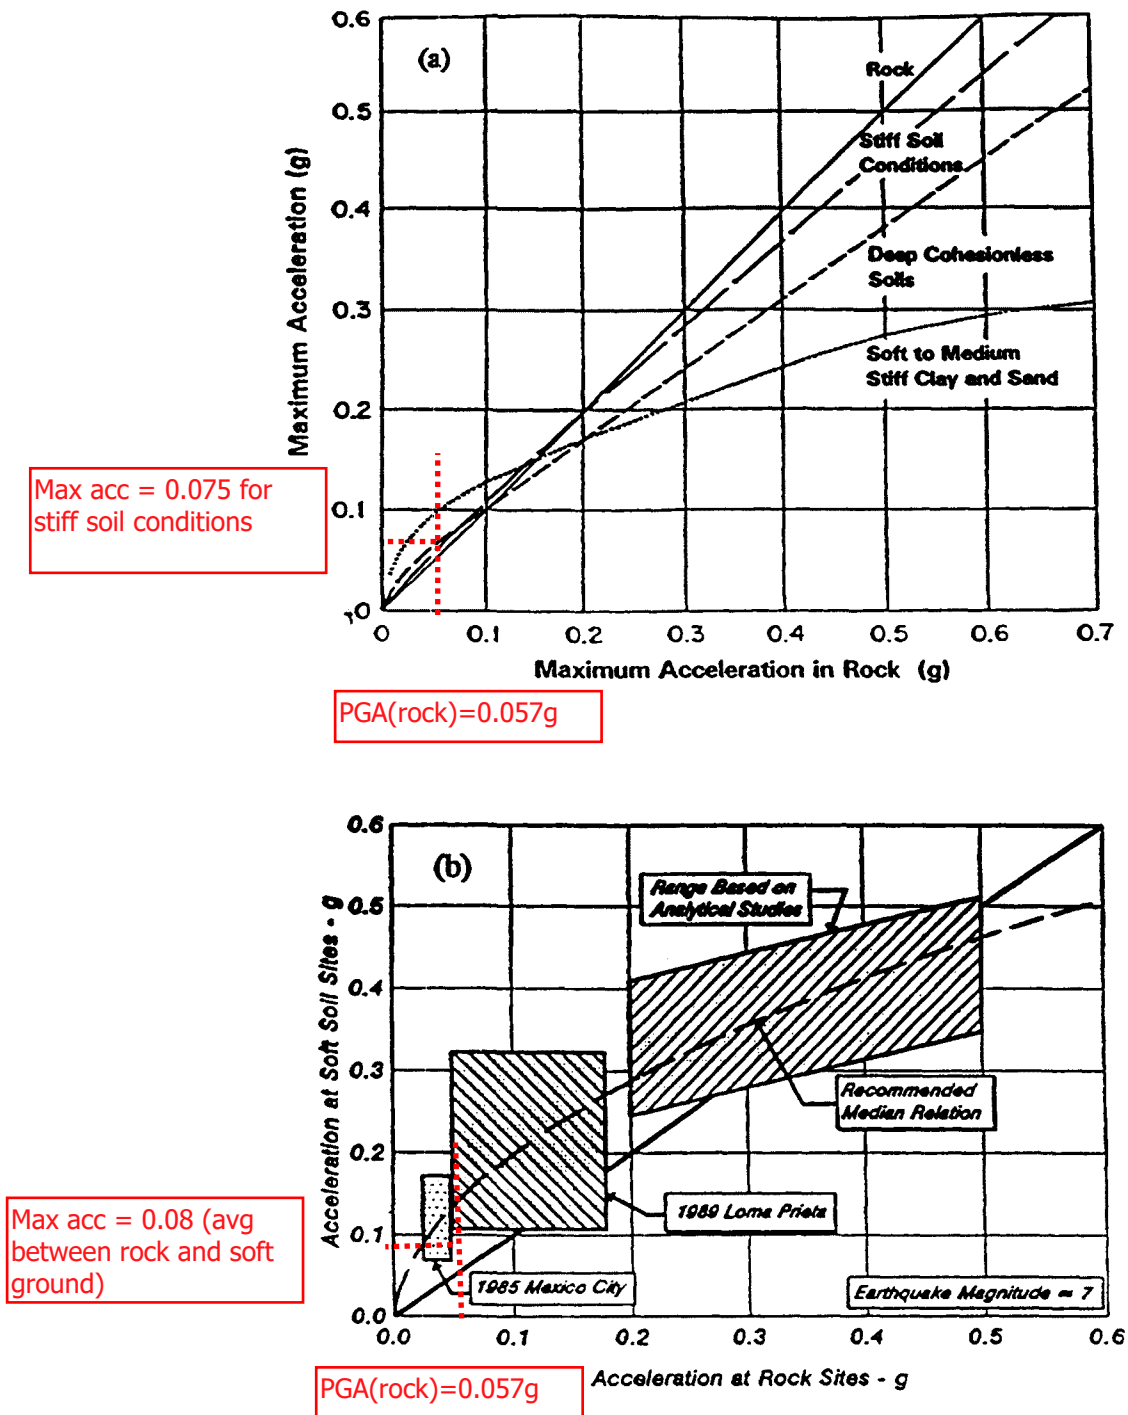 0.6
(a)
Rock
0.5
Stiff Soil
Conditions
0.4
Deep Cohesionless
Soils
0.3
Soft to Medium
Stiff Clay and Sand
0.2
0.1
0
Maximum Acceleration (g)
Max acc = 0.075 for
stiff soil conditions
0 0.1 0.2 0.3 0.4 0.5 0.6 0.7
Maximum Acceleration in Rock (g)
PGA(rock)=0.057g
0.6
(b)
Range Based on
Analytical Studies
0.5
0.4
0.3
Recommended
Median Relation
0.2
1989 Loma Prieta
0.1
1985 Mexico City
Earthquake Magnitude ≈ 7
0.0
Acceleration at Soft Soil Sites - g
Max acc = 0.08 (avg
between rock and soft
ground)
0.0 0.1 0.2 0.3 0.4 0.5 0.6
Acceleration at Rock Sites - g
PGA(rock)=0.057g